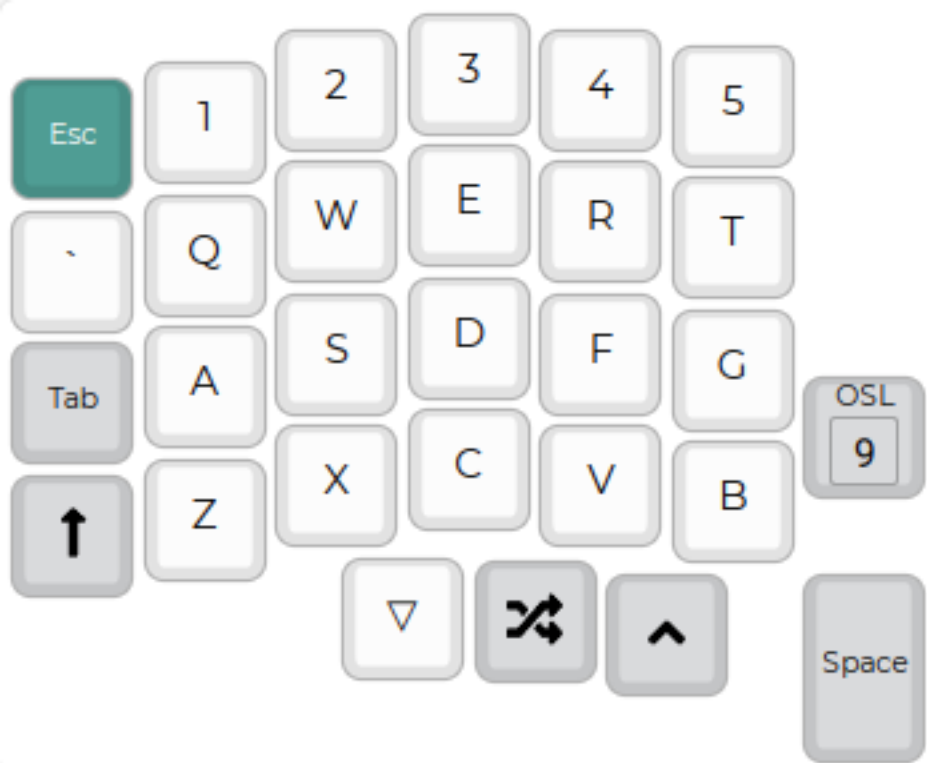 Esc 1 2 3 4 5
` Q W E R T
Tab A S D F G
OSL
9
Z X C V B
Space